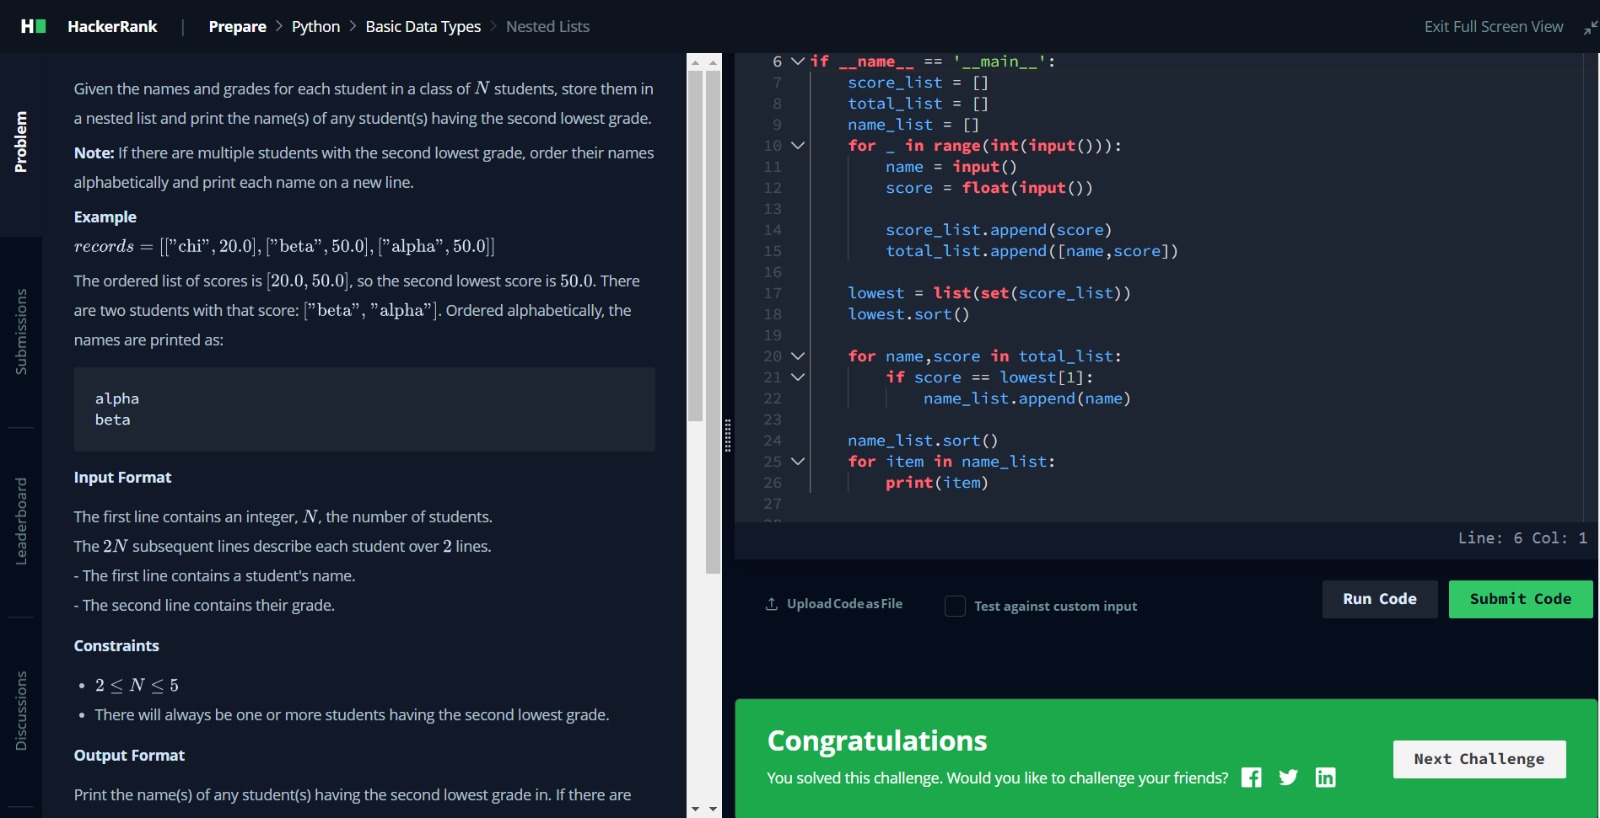 HackerRank | Prepare > Python > Basic Data Types > Nested Lists
Exit Full Screen View
Problem
Submissions
Leaderboard
Discussions
Given the names and grades for each student in a class of N students, store them in
a nested list and print the name(s) of any student(s) having the second lowest grade.
Note: If there are multiple students with the second lowest grade, order their names
alphabetically and print each name on a new line.
Example
records = [["chi", 20.0], ["beta", 50.0], ["alpha", 50.0]]
The ordered list of scores is [20.0, 50.0], so the second lowest score is 50.0. There
are two students with that score: ["beta", "alpha"]. Ordered alphabetically, the
names are printed as:
alpha
beta
Input Format
The first line contains an integer, N, the number of students.
The 2N subsequent lines describe each student over 2 lines.
- The first line contains a student's name.
- The second line contains their grade.
Constraints
• 2 ≤ N ≤ 5
• There will always be one or more students having the second lowest grade.
Output Format
Print the name(s) of any student(s) having the second lowest grade in. If there are
6 if __name__ == '__main__':
7     score_list = []
8     total_list = []
9     name_list = []
10     for _ in range(int(input())):
11         name = input()
12         score = float(input())
13
14         score_list.append(score)
15         total_list.append([name,score])
16
17     lowest = list(set(score_list))
18     lowest.sort()
19
20     for name,score in total_list:
21         if score == lowest[1]:
22             name_list.append(name)
23
24     name_list.sort()
25     for item in name_list:
26         print(item)
27
Line: 6 Col: 1
Upload Code as File
Test against custom input
Run Code
Submit Code
Congratulations
You solved this challenge. Would you like to challenge your friends?
Next Challenge